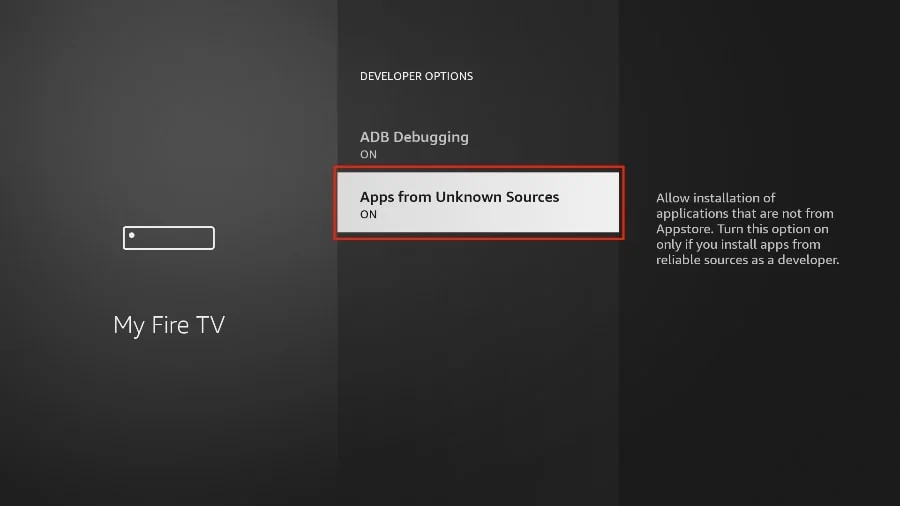 DEVELOPER OPTIONS
ADB Debugging
ON
Apps from Unknown Sources
ON
Allow installation of
applications that are not from
Appstore. Turn this option on
only if you install apps from
reliable sources as a developer.
My Fire TV